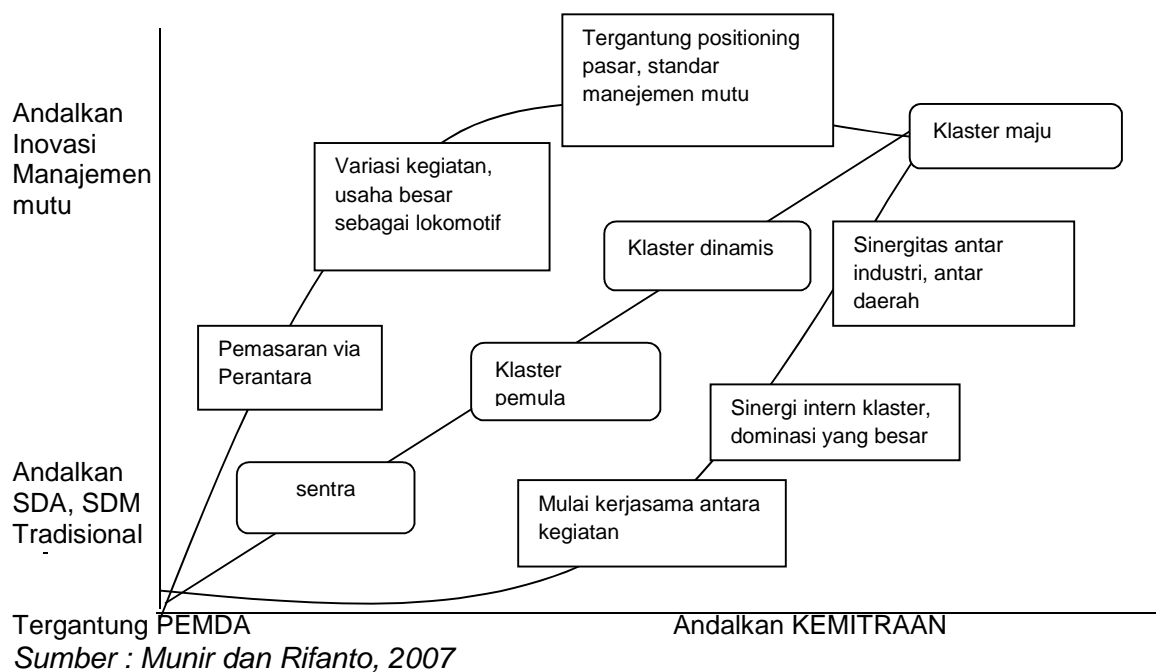 Tergantung positioning
pasar, standar
manejemen mutu
Andalkan
Inovasi
Manajemen
mutu
Klaster maju
Variasi kegiatan,
usaha besar
sebagai lokomotif
Klaster dinamis
Sinergitas antar
industri, antar
daerah
Pemasaran via
Perantara
Klaster
pemula
Sinergi intern klaster,
dominasi yang besar
Andalkan
SDA, SDM
Tradisional
sentra
Mulai kerjasama antara
kegiatan
Tergantung PEMDA
Andalkan KEMITRAAN
Sumber : Munir dan Rifanto, 2007